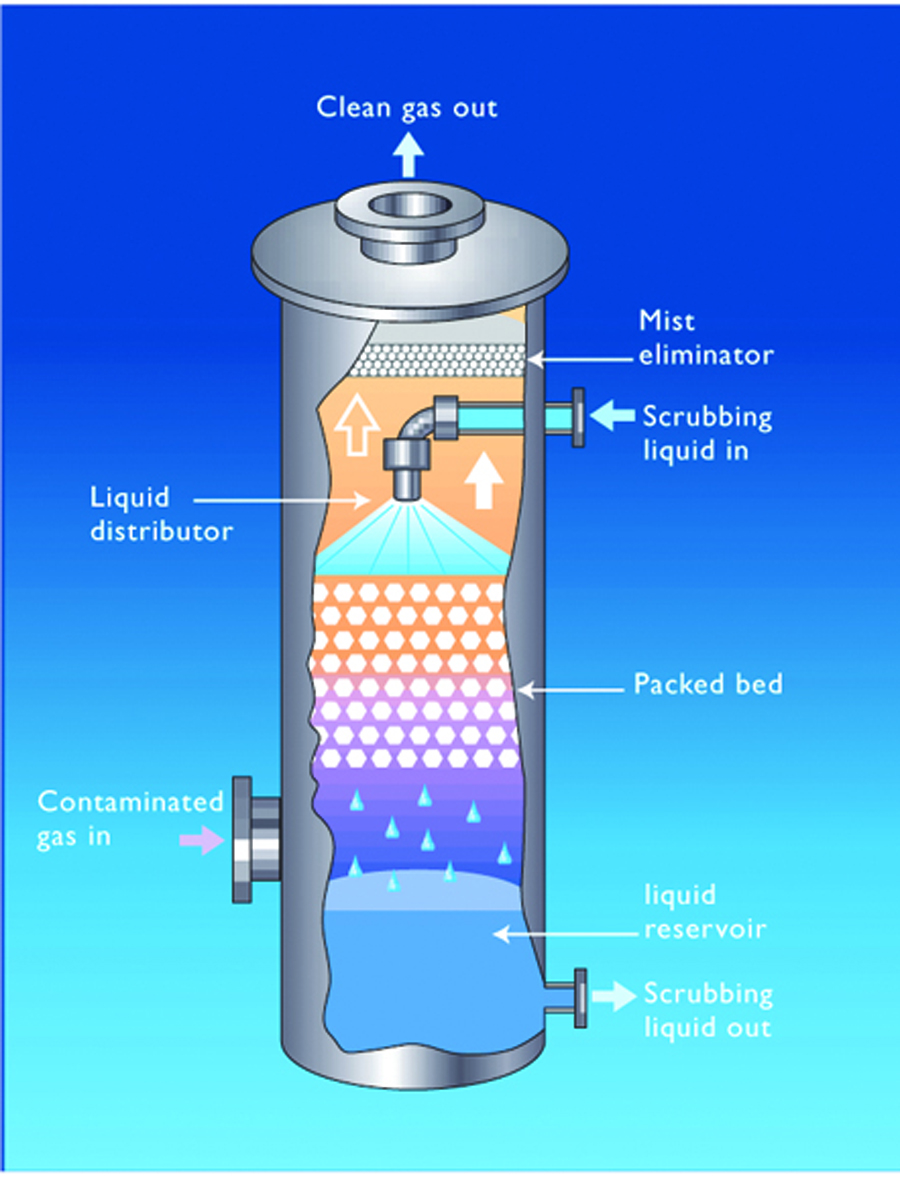 Clean gas out
Mist
eliminator
Scrubbing
liquid in
Liquid
distributor
Packed bed
Contaminated
gas in
liquid
reservoir
Scrubbing
liquid out